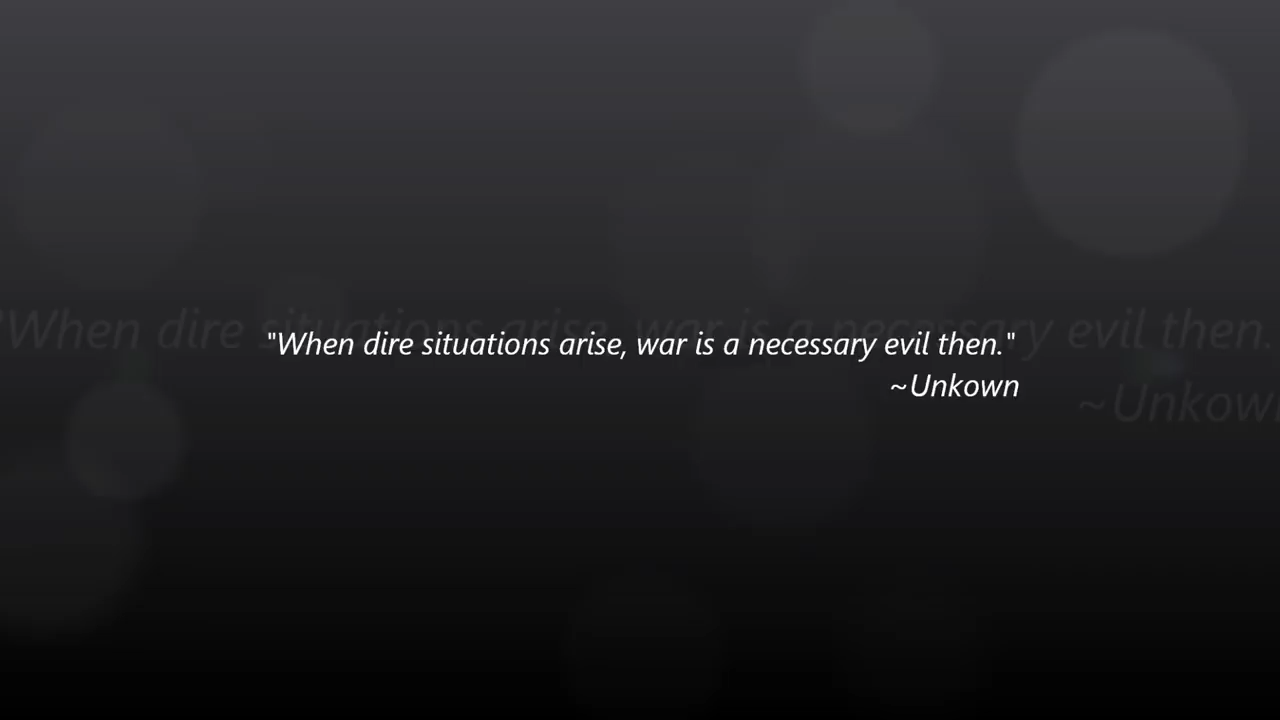 "When dire situations arise, war is a necessary evil then."
~Unkown